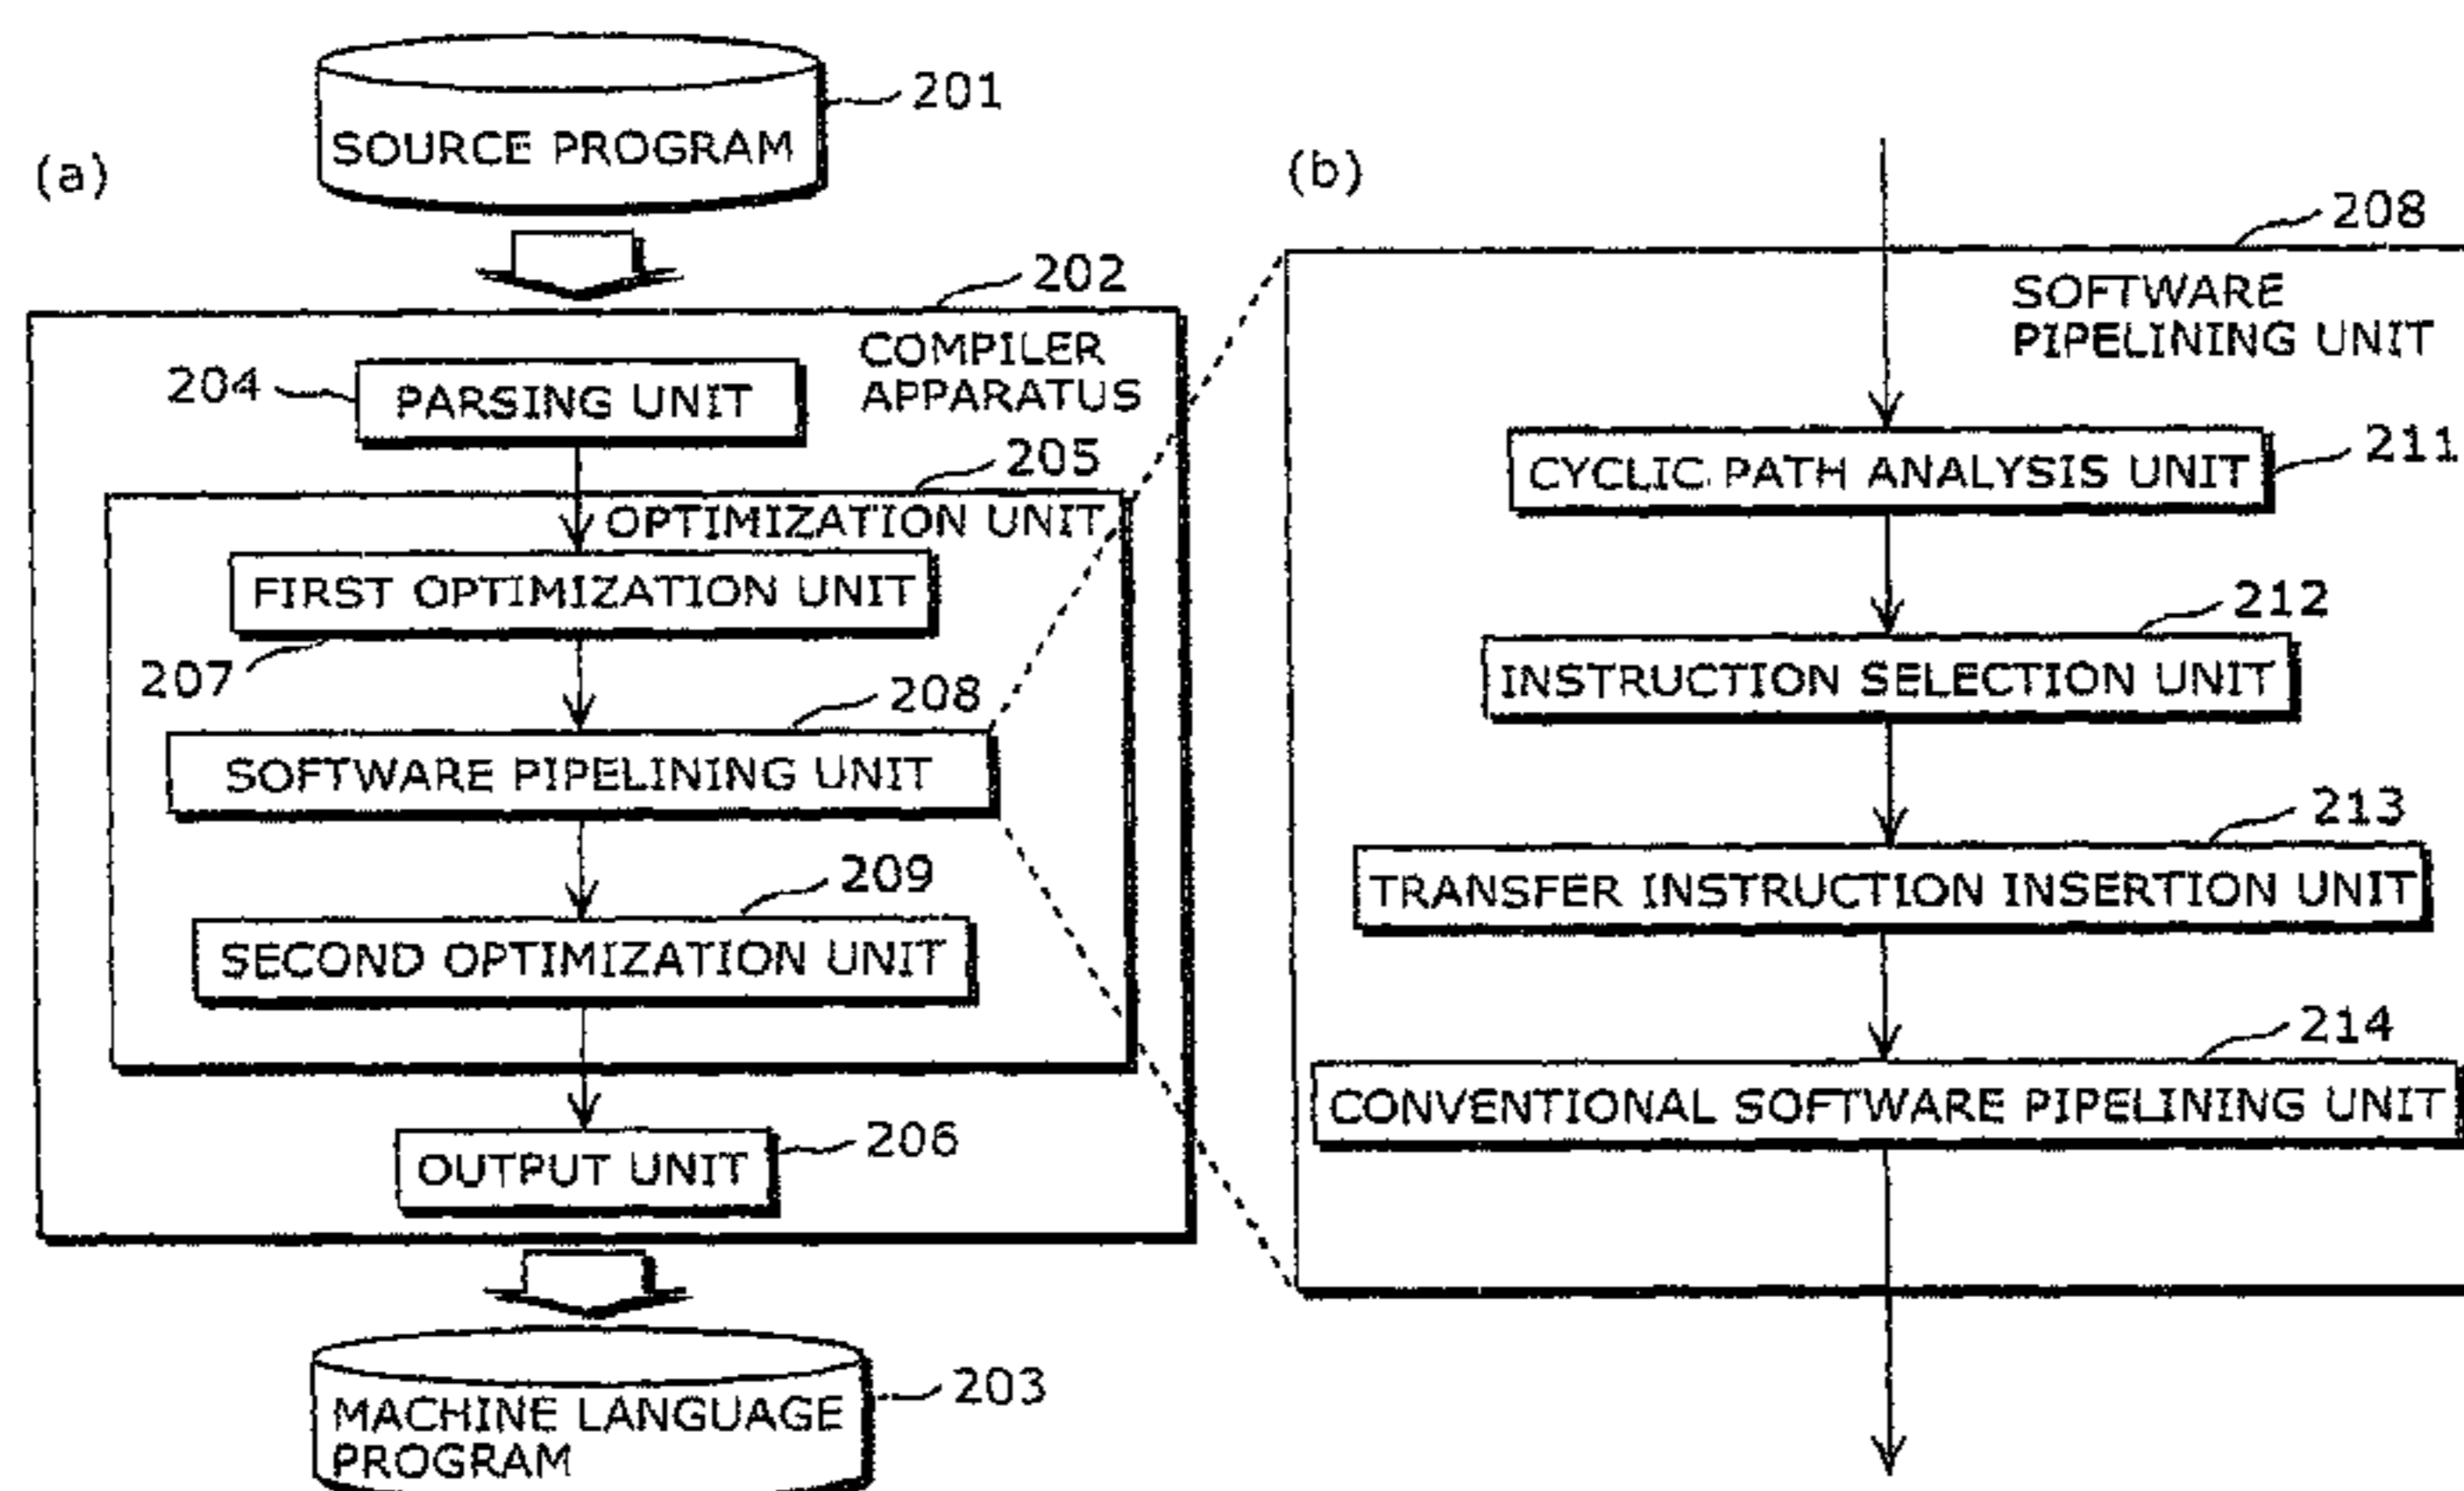 (a)
SOURCE PROGRAM
201
202
COMPILER
APPARATUS
204
PARSING UNIT
205
OPTIMIZATION UNIT
FIRST OPTIMIZATION UNIT
207
208
SOFTWARE PIPELINING UNIT
209
SECOND OPTIMIZATION UNIT
OUTPUT UNIT
206
MACHINE LANGUAGE
PROGRAM
203
(b)
208
SOFTWARE
PIPELINING UNIT
CYCLIC PATH ANALYSIS UNIT
211
212
INSTRUCTION SELECTION UNIT
213
TRANSFER INSTRUCTION INSERTION UNIT
214
CONVENTIONAL SOFTWARE PIPELINING UNIT